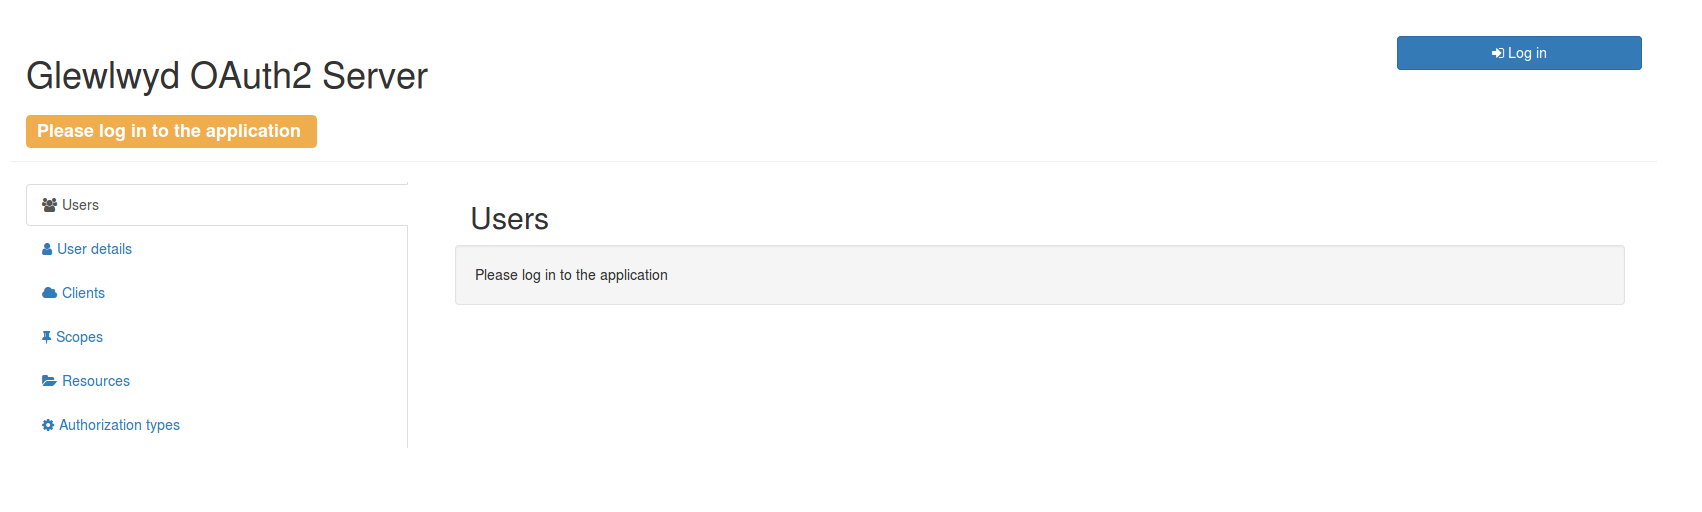 Log in
Glewlwyd OAuth2 Server
Please log in to the application
Users
User details
Clients
Scopes
Resources
Authorization types
Users
Please log in to the application